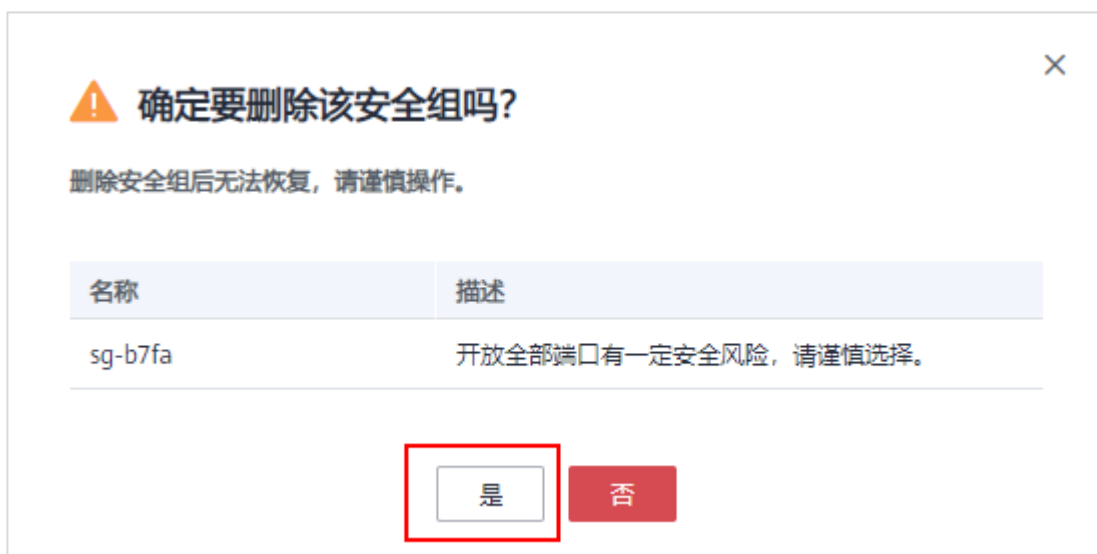 确定要删除该安全组吗?
删除安全组后无法恢复，请谨慎操作。
名称 描述
sg-b7fa 开放全部端口有一定安全风险，请谨慎选择。
是 否